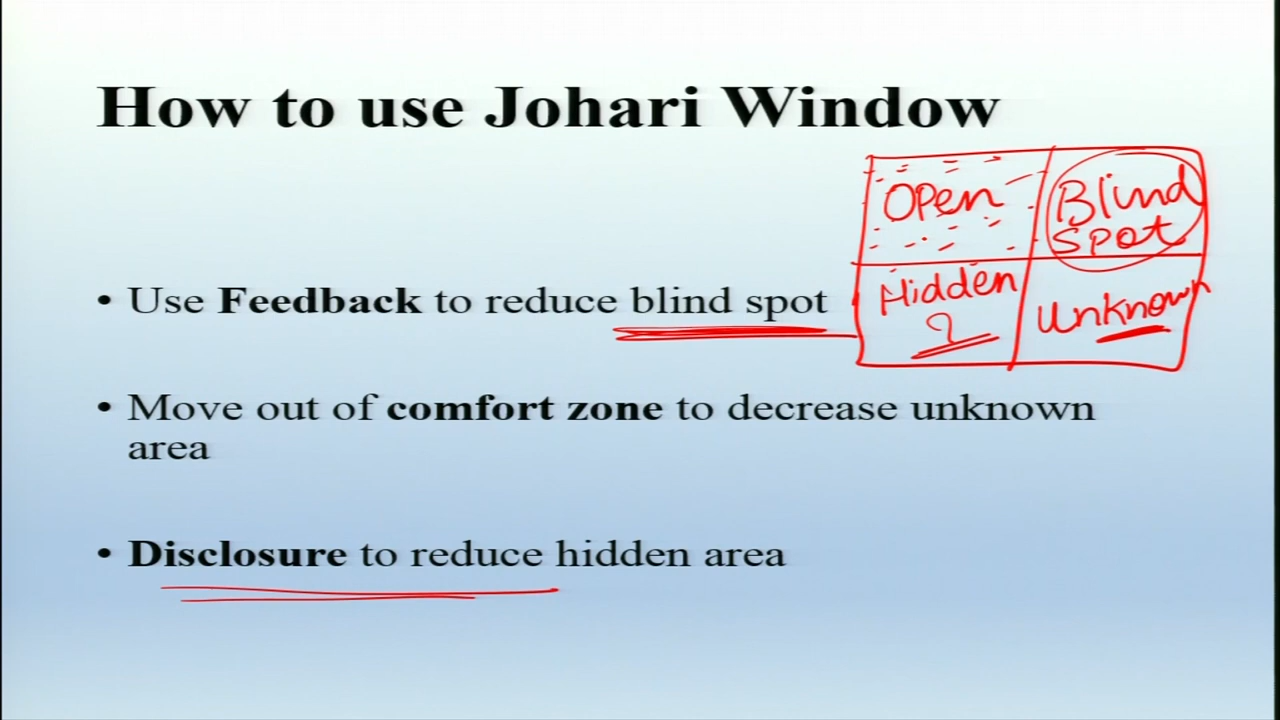 How to use Johari Window
Open
Blind
Spot
Hidden
?
Unknown
• Use Feedback to reduce blind spot
• Move out of comfort zone to decrease unknown
area
• Disclosure to reduce hidden area